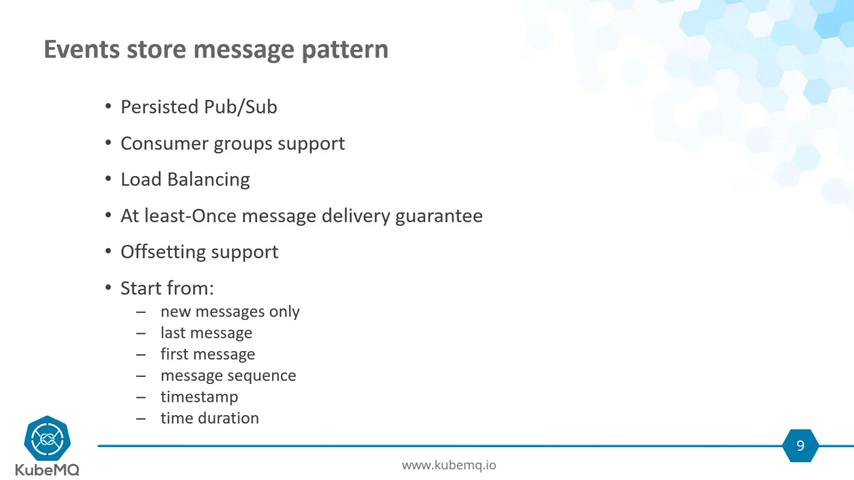 Events store message pattern
• Persisted Pub/Sub
• Consumer groups support
• Load Balancing
• At least-Once message delivery guarantee
• Offsetting support
• Start from:
– new messages only
– last message
– first message
– message sequence
– timestamp
– time duration
KubeMQ
www.kubemq.io
9